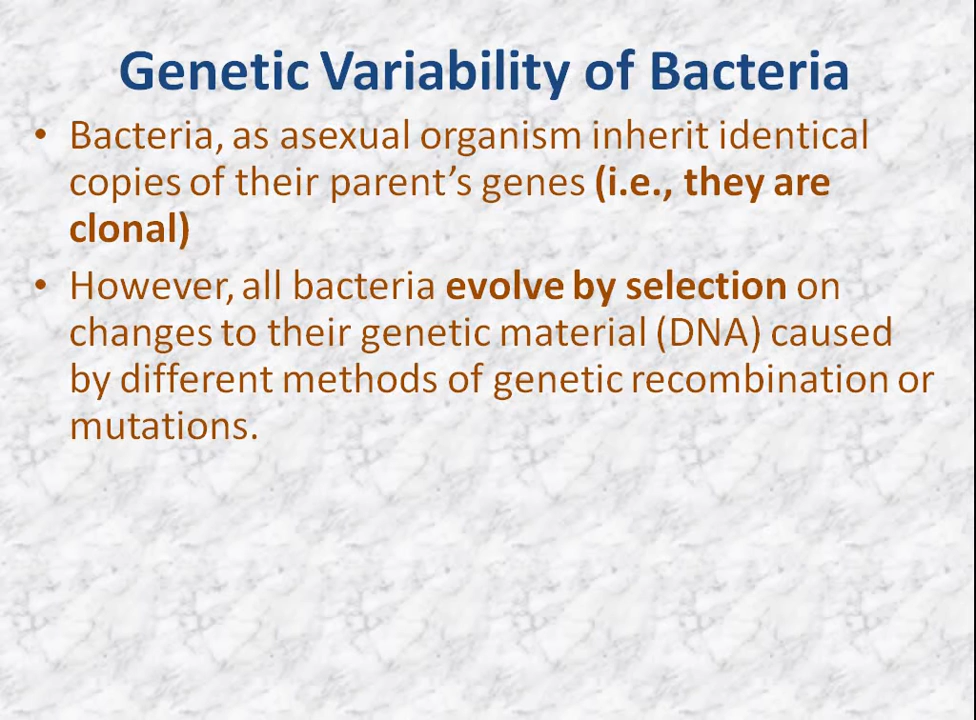 Genetic Variability of Bacteria
• Bacteria, as asexual organism inherit identical
copies of their parent’s genes (i.e., they are
clonal)
• However, all bacteria evolve by selection on
changes to their genetic material (DNA) caused
by different methods of genetic recombination or
mutations.